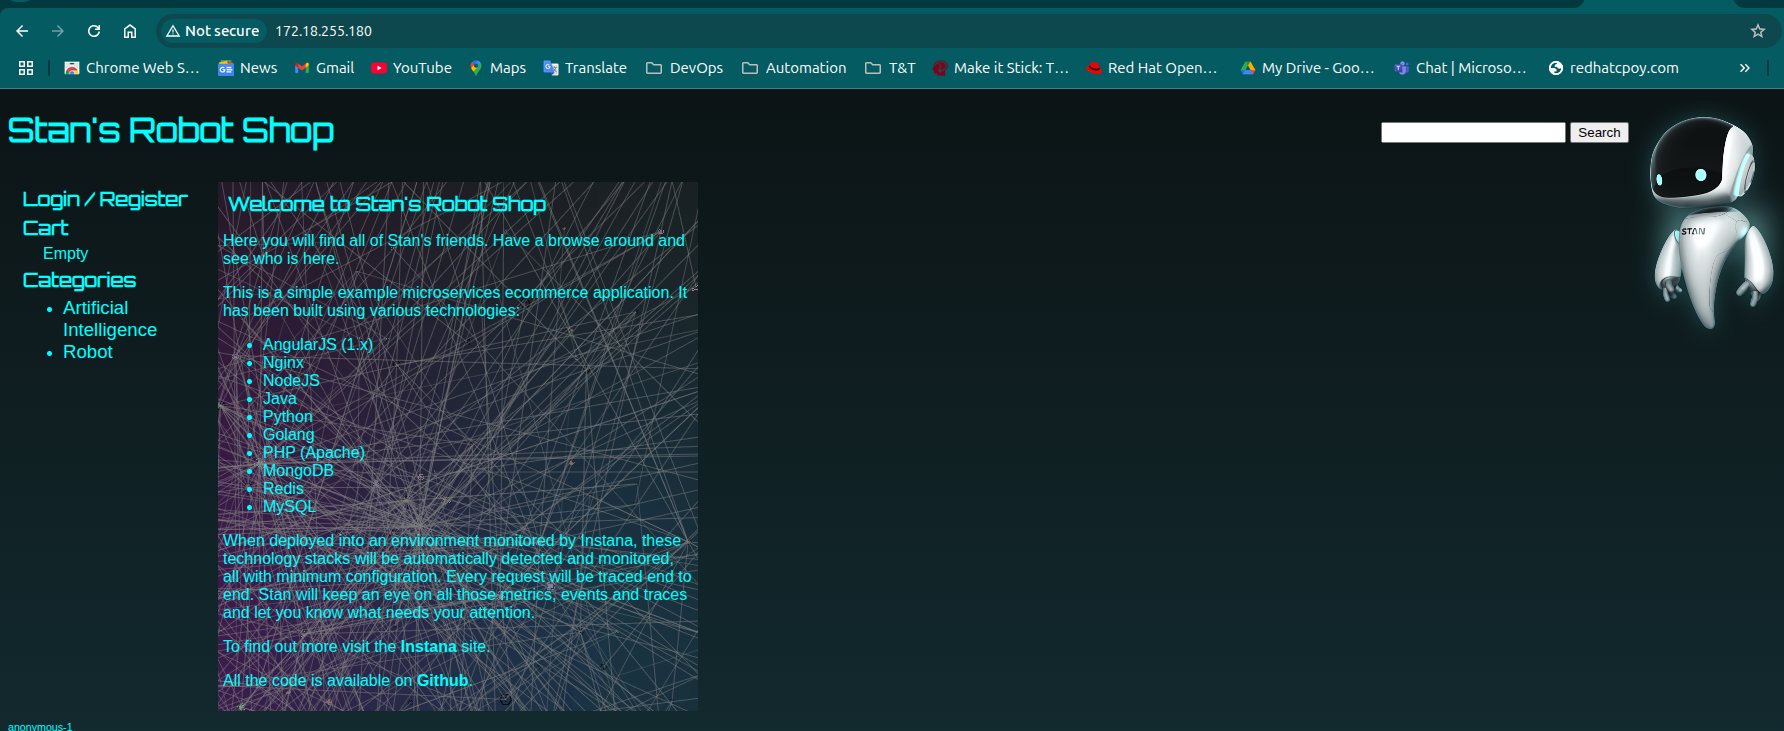 Not secure 172.18.255.180
Chrome Web S... News Gmail YouTube Maps Translate DevOps Automation T&T Make it Stick: T... Red Hat Open... My Drive - Goo... Chat | Microso... redhatcpoy.com
Stan's Robot Shop
Search
STAN
Login / Register
Cart
Empty
Categories
Artificial
Intelligence
Robot
Welcome to Stan's Robot Shop
Here you will find all of Stan's friends. Have a browse around and
see who is here.
This is a simple example microservices ecommerce application. It
has been built using various technologies:
AngularJS (1.x)
Nginx
NodeJS
Java
Python
Golang
PHP (Apache)
MongoDB
Redis
MySQL
When deployed into an environment monitored by Instana, these
technology stacks will be automatically detected and monitored,
all with minimum configuration. Every request will be traced end to
end. Stan will keep an eye on all those metrics, events and traces
and let you know what needs your attention.
To find out more visit the Instana site.
All the code is available on Github.
anonymous-1